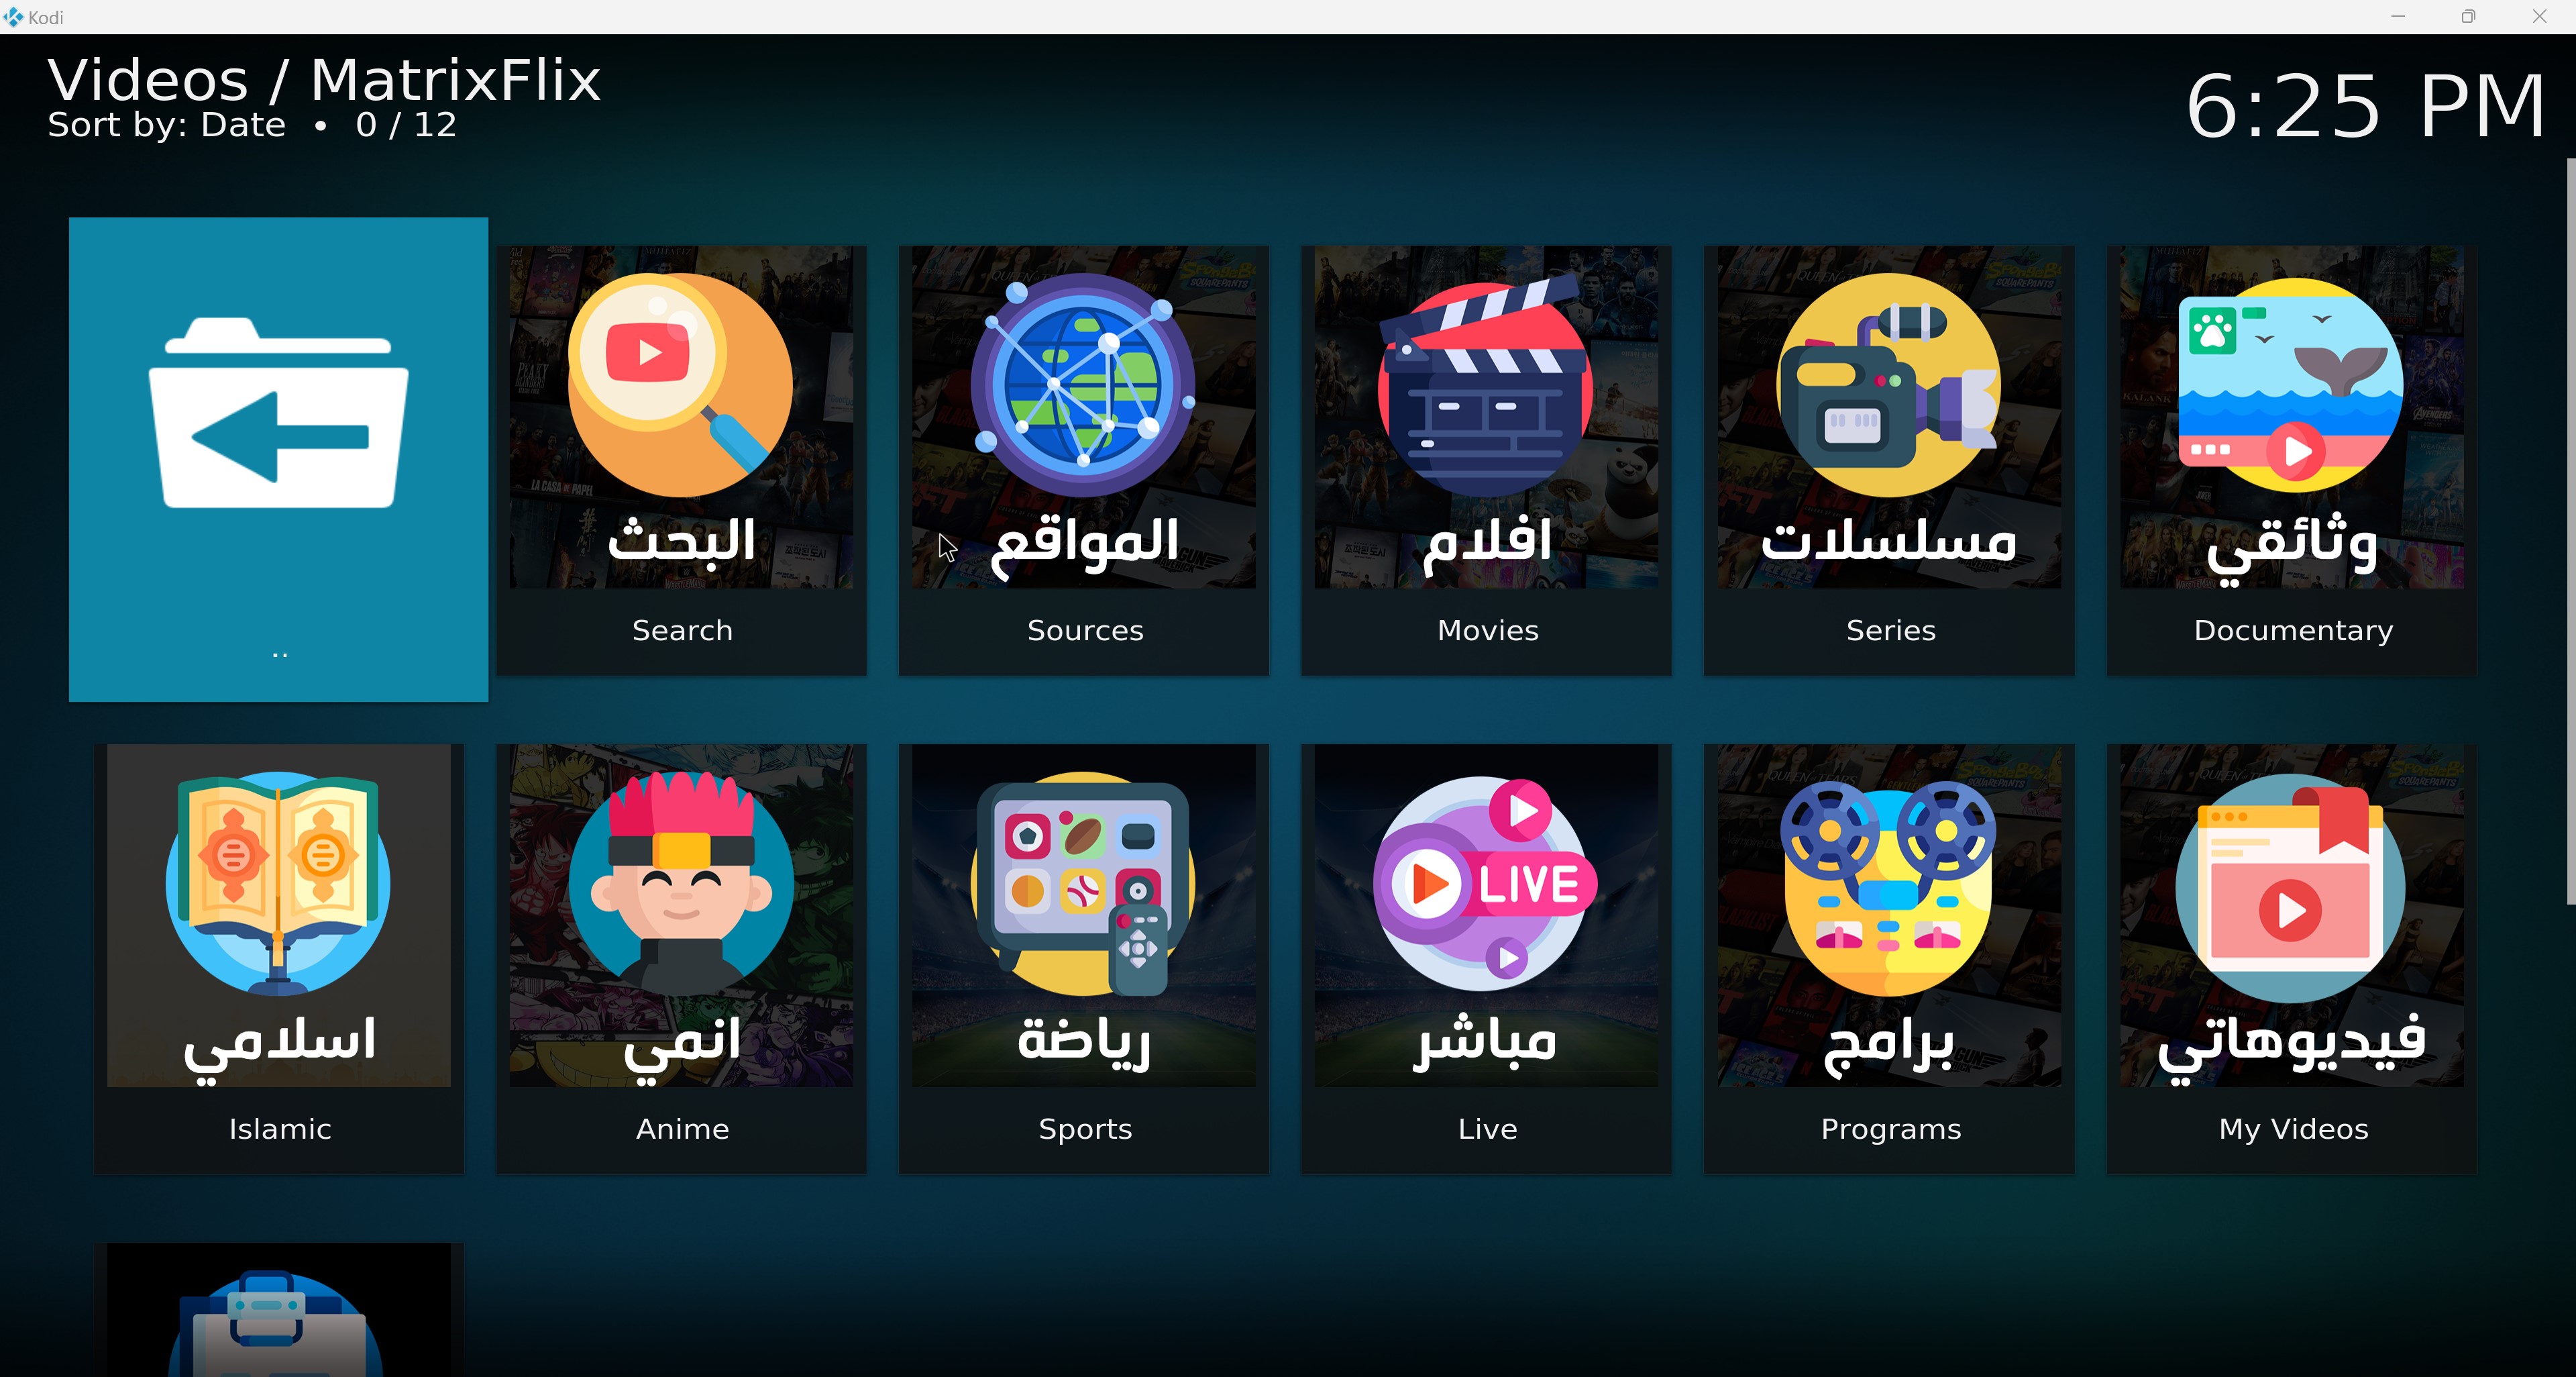 Kodi
Videos / MatrixFlix
Sort by: Date • 0 / 12
6:25 PM
..
البحث
Search
المواقع
Sources
افلام
Movies
مسلسلات
Series
وثائقي
Documentary
اسلامي
Islamic
انمي
Anime
رياضة
Sports
LIVE
مباشر
Live
برامج
Programs
فيديوهاتي
My Videos